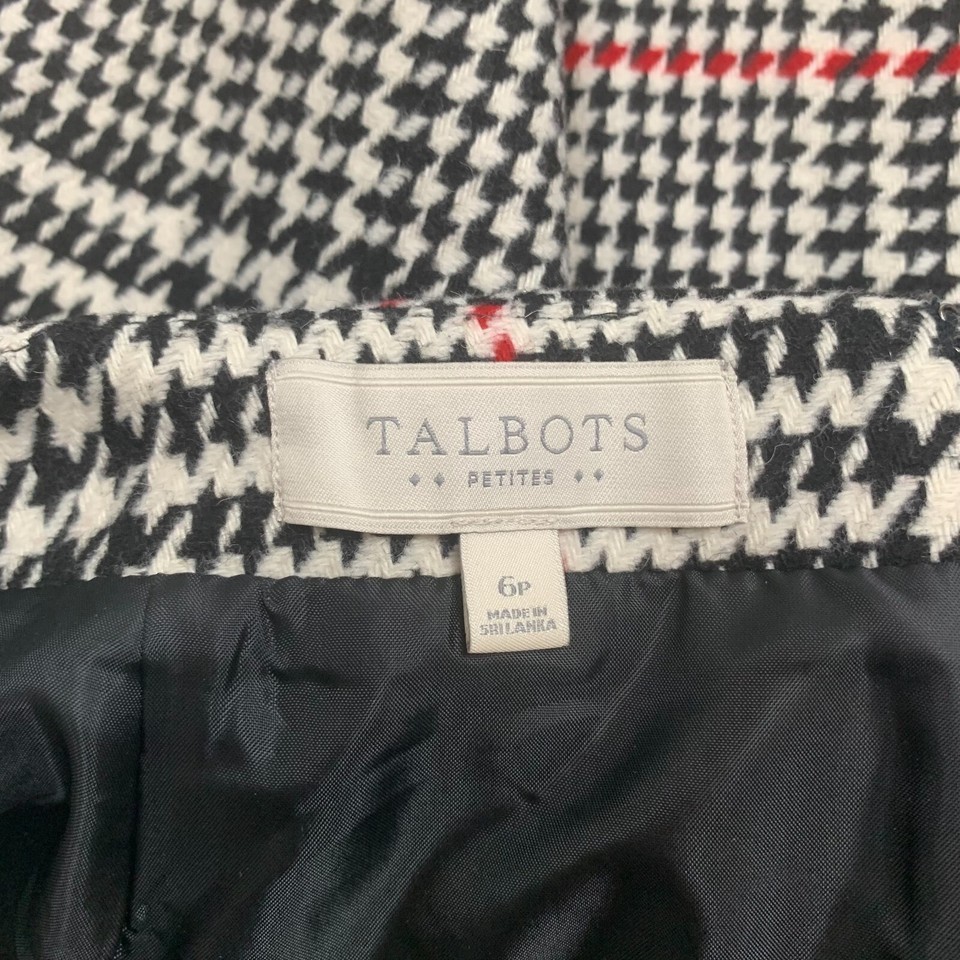 TALBOTS
PETITES
6P
MADE IN
SRI LANKA